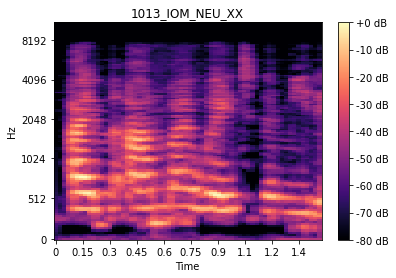 1013_IOM_NEU_XX
8192
4096
2048
1024
512
0
Hz
0 0.15 0.3 0.45 0.6 0.75 0.9 1.1 1.2 1.4
Time
+0 dB
-10 dB
-20 dB
-30 dB
-40 dB
-50 dB
-60 dB
-70 dB
-80 dB